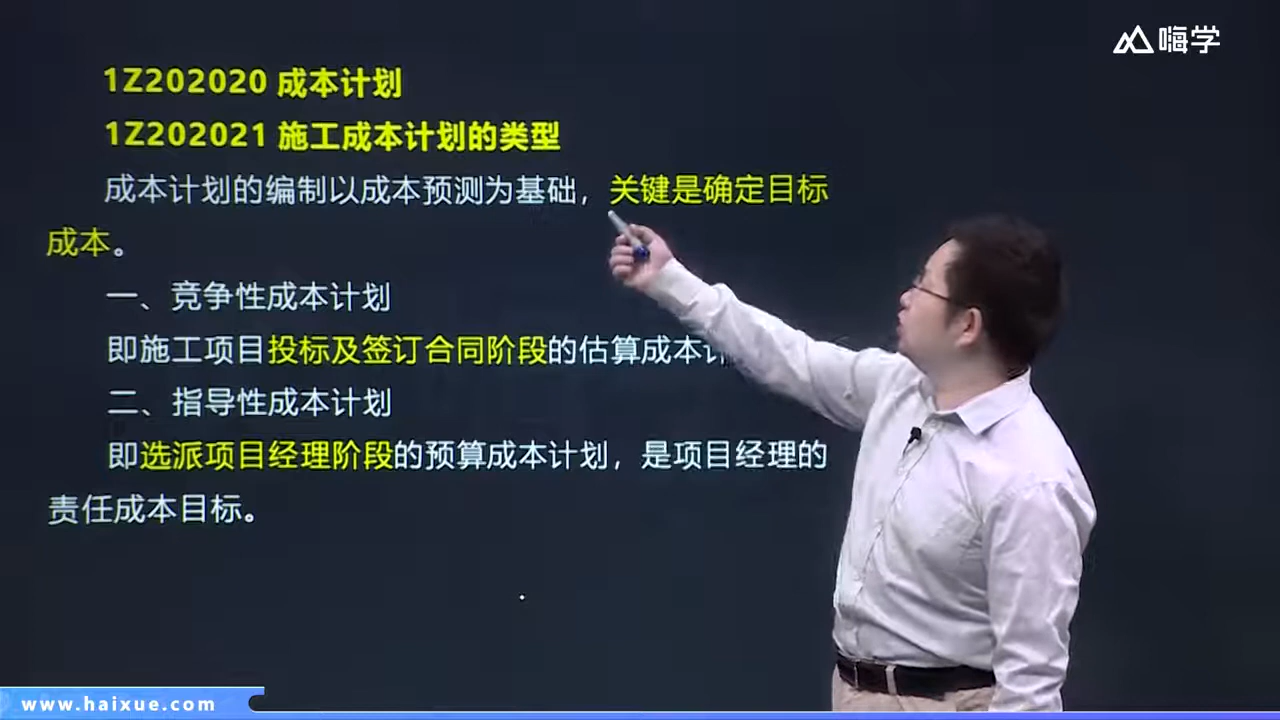 嗨学
1Z202020 成本计划
1Z202021 施工成本计划的类型
成本计划的编制以成本预测为基础，关键是确定目标
成本。
一、竞争性成本计划
即施工项目投标及签订合同阶段的估算成本计
二、指导性成本计划
即选派项目经理阶段的预算成本计划，是项目经理的
责任成本目标。
www.haixue.com